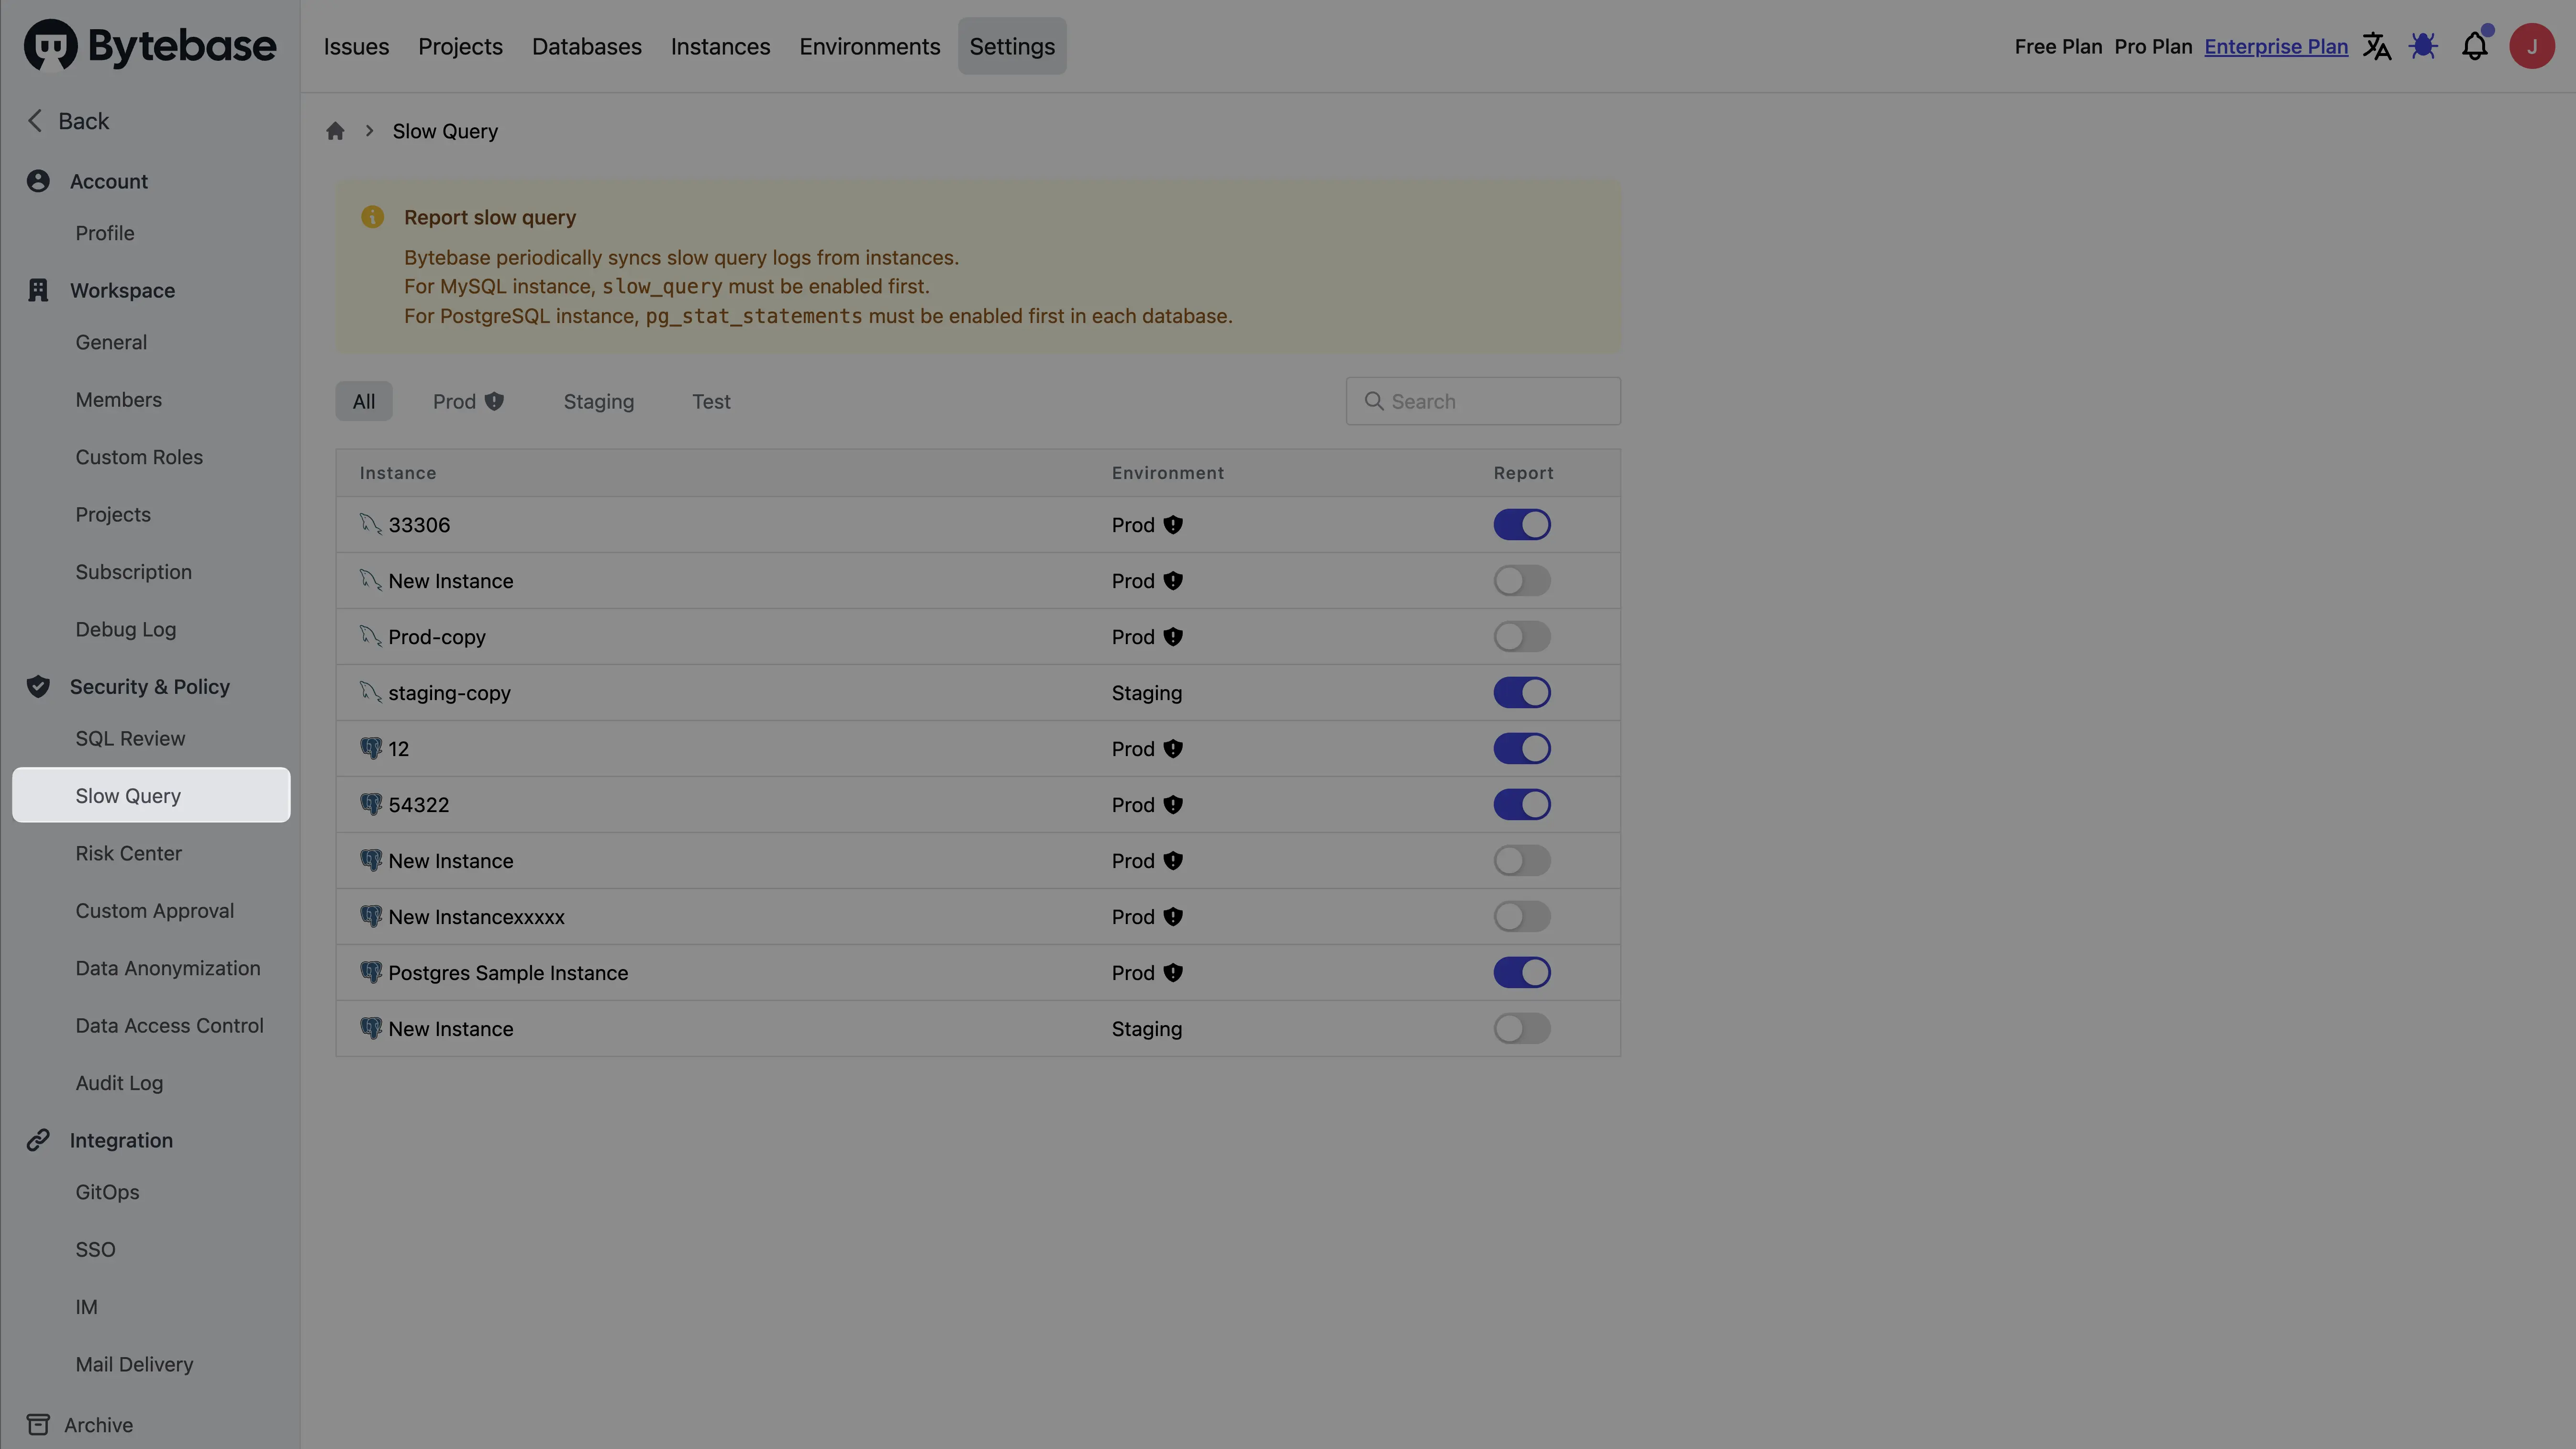 Bytebase
Issues
Projects
Databases
Instances
Environments
Settings
Free Plan
Pro Plan
Enterprise Plan
J
Back
Account
Profile
Workspace
General
Members
Custom Roles
Projects
Subscription
Debug Log
Security & Policy
SQL Review
Slow Query
Risk Center
Custom Approval
Data Anonymization
Data Access Control
Audit Log
Integration
GitOps
SSO
IM
Mail Delivery
Archive
Slow Query
Report slow query
Bytebase periodically syncs slow query logs from instances.
For MySQL instance, slow_query must be enabled first.
For PostgreSQL instance, pg_stat_statements must be enabled first in each database.
All
Prod
Staging
Test
Search
Instance Environment Report
33306 Prod
New Instance Prod
Prod-copy Prod
staging-copy Staging
12 Prod
54322 Prod
New Instance Prod
New Instancexxxxx Prod
Postgres Sample Instance Prod
New Instance Staging